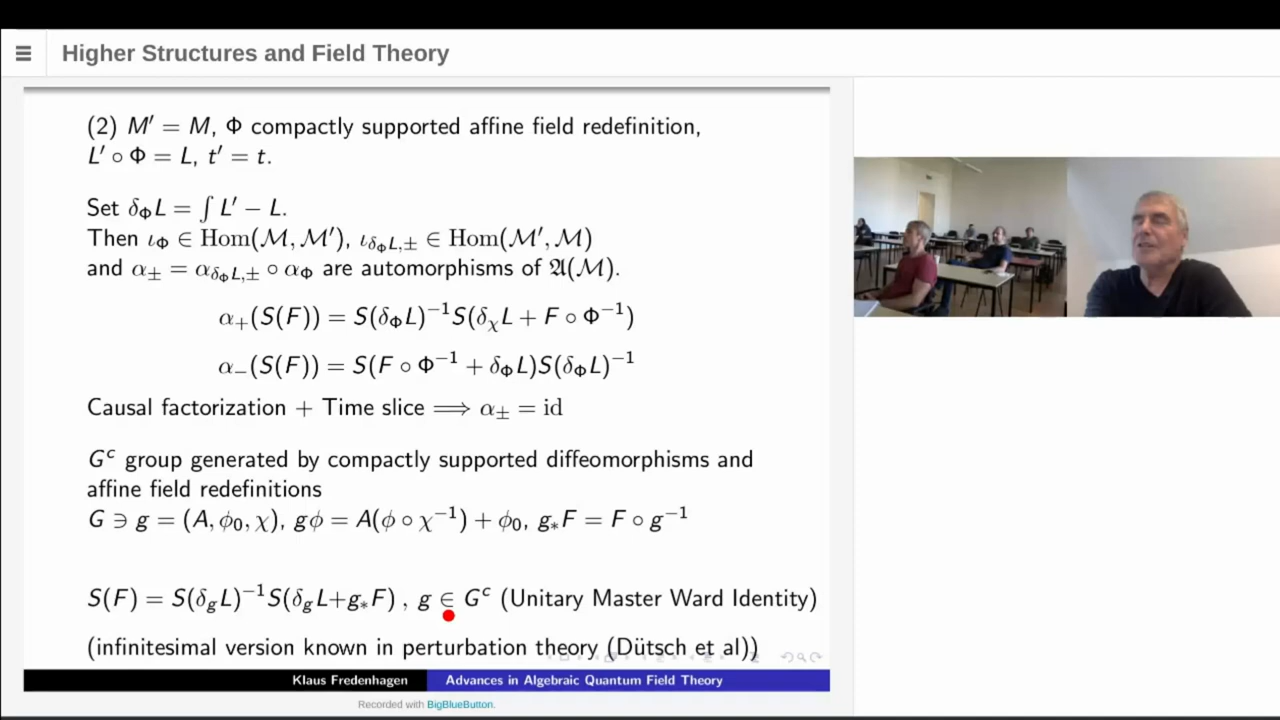 Higher Structures and Field Theory
(2) M′ = M, Φ compactly supported affine field redefinition,
L′ ∘ Φ = L, t′ = t.
Set δ_Φ L = ∫ L′ − L.
Then ι_Φ ∈ Hom(ℳ, ℳ′), ι_{δ_Φ L,±} ∈ Hom(ℳ′, ℳ)
and α_± = α_{δ_Φ L,±} ∘ α_Φ are automorphisms of 𝔄(ℳ).
α_+(S(F)) = S(δ_Φ L)^{−1} S(δ_χ L + F ∘ Φ^{−1})
α_−(S(F)) = S(F ∘ Φ^{−1} + δ_Φ L)S(δ_Φ L)^{−1}
Causal factorization + Time slice ⟹ α_± = id
G^c group generated by compactly supported diffeomorphisms and
affine field redefinitions
G ∋ g = (A, ϕ_0, χ), gϕ = A(ϕ ∘ χ^{−1}) + ϕ_0, g_*F = F ∘ g^{−1}
S(F) = S(δ_g L)^{−1} S(δ_g L+g_*F) , g ∈ G^c (Unitary Master Ward Identity)
(infinitesimal version known in perturbation theory (Dütsch et al))
Klaus Fredenhagen Advances in Algebraic Quantum Field Theory
Recorded with BigBlueButton.